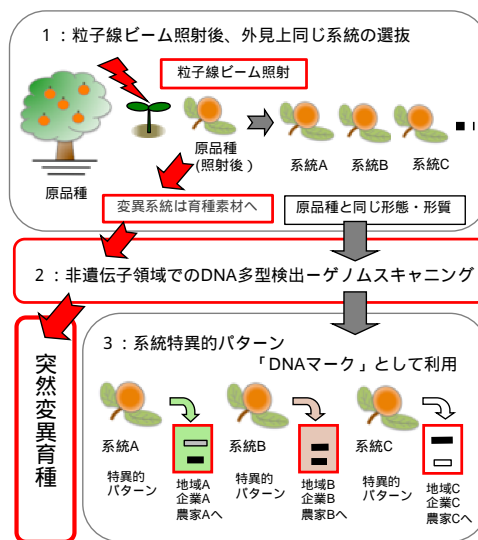 1：粒子線ビーム照射後、外見上同じ系統の選抜
粒子線ビーム照射
原品種
原品種
(照射後)
系統A
系統B
系統C
変異系統は育種素材へ
原品種と同じ形態・形質
2：非遺伝子領域でのDNA多型検出ーゲノムスキャニング
突然変異育種
3：系統特異的パターン
「DNAマーク」として利用
系統A
特異的
パターン
地域A
企業A
農家Aへ
系統B
特異的
パターン
地域B
企業B
農家Bへ
系統C
特異的
パターン
地域C
企業C
農家Cへ